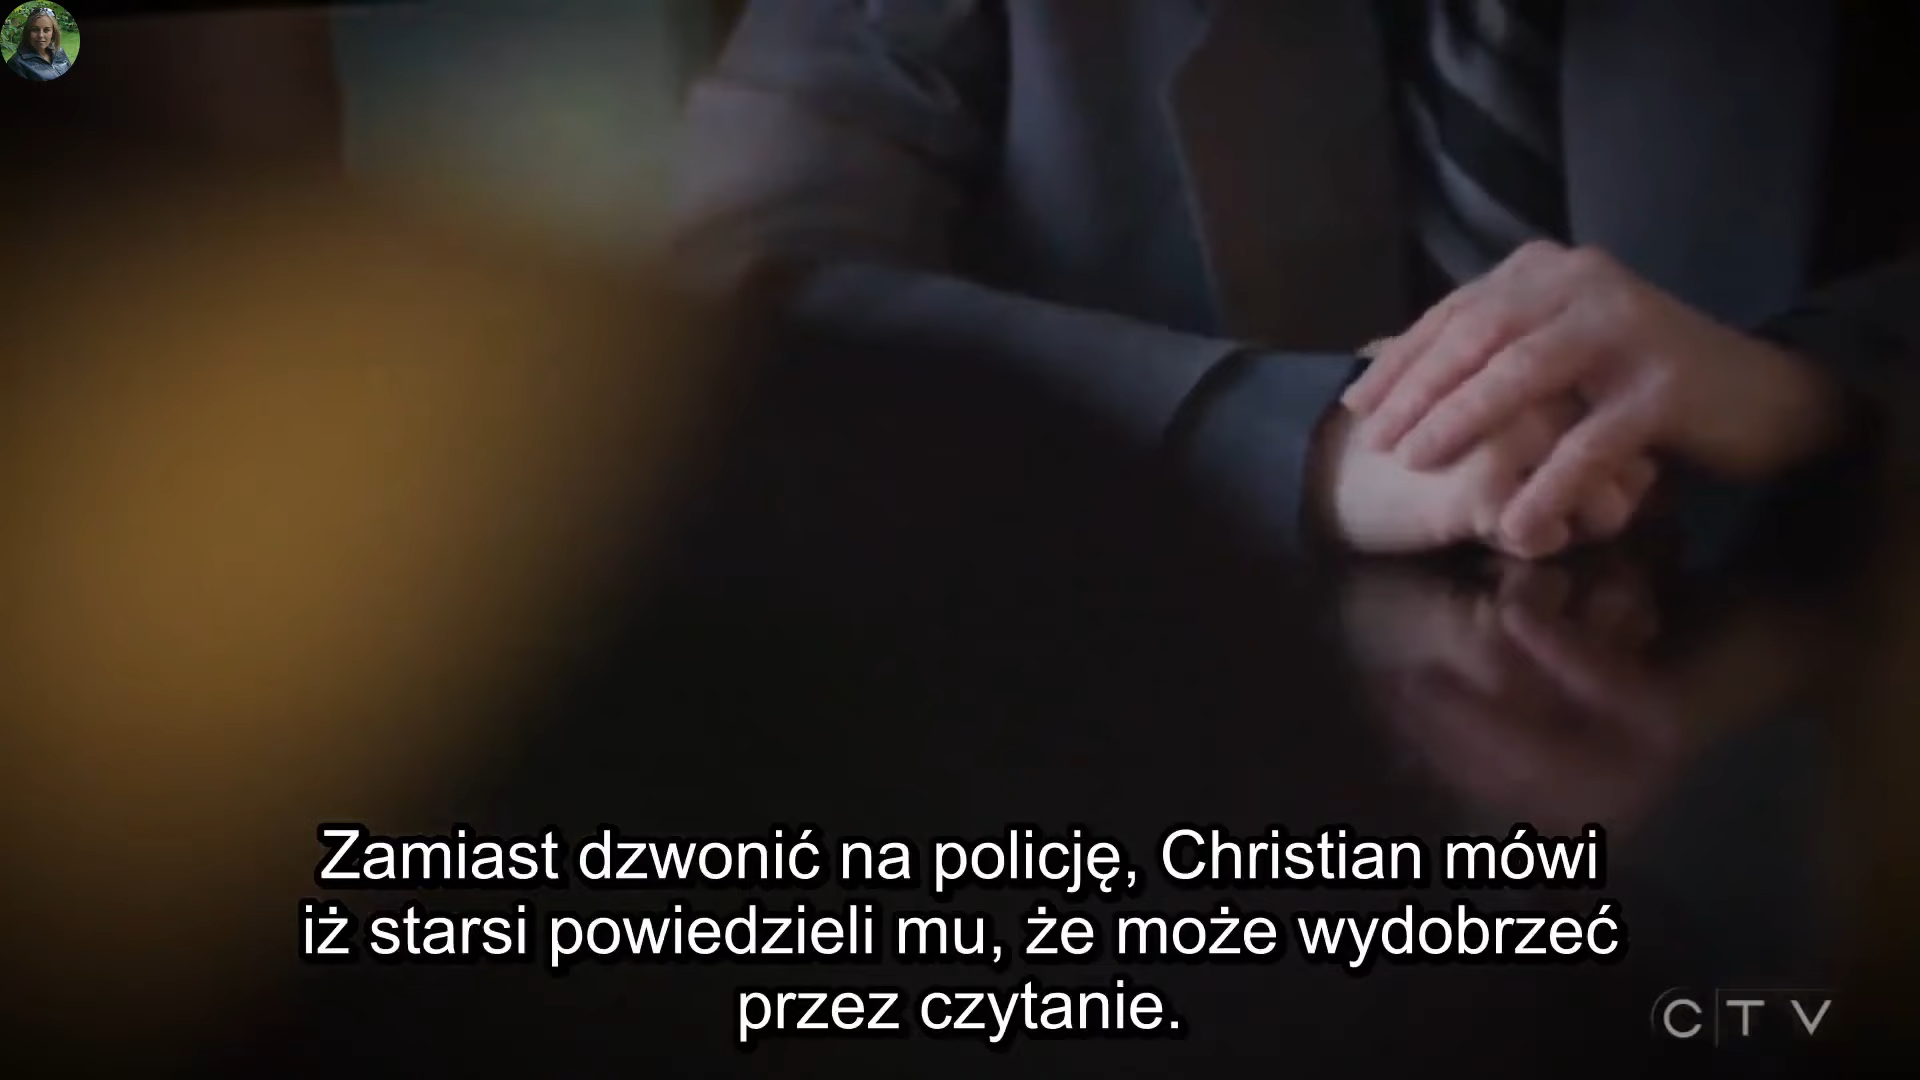 Zamiast dzwonić na policję, Christian mówi
iż starsi powiedzieli mu, że może wydobrzeć
przez czytanie.
CTV